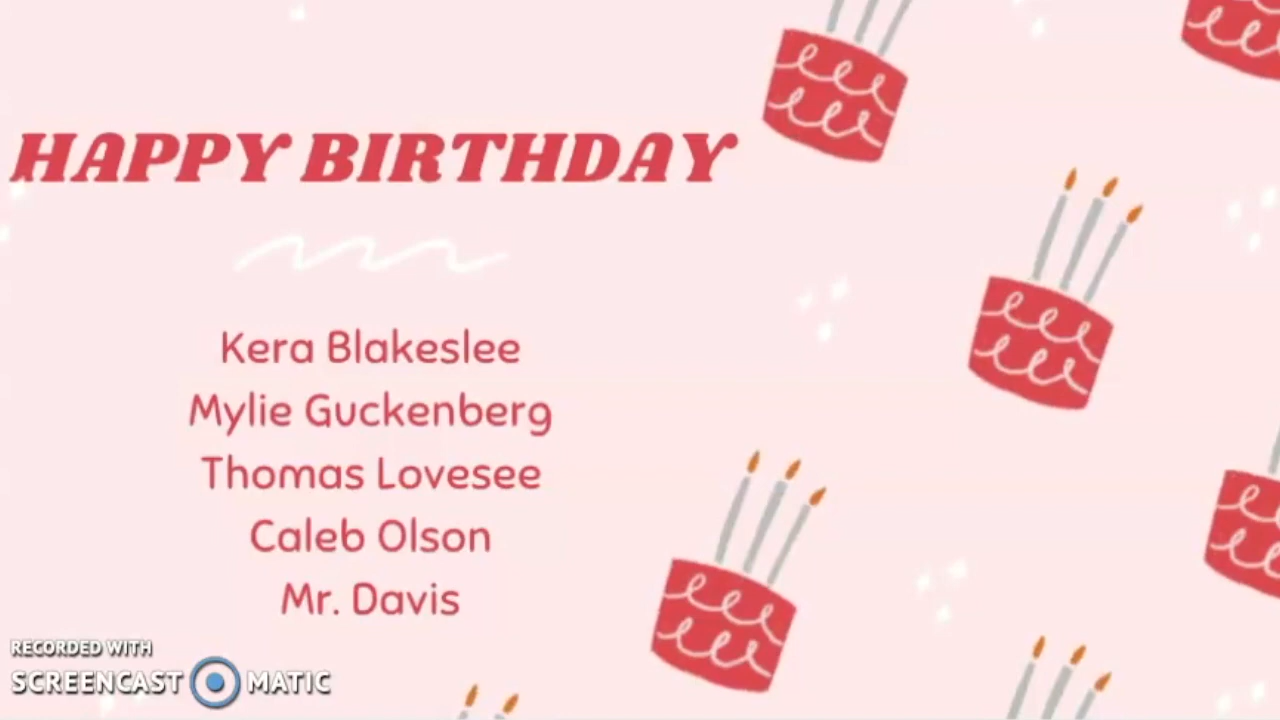 HAPPY BIRTHDAY
Kera Blakeslee
Mylie Guckenberg
Thomas Lovesee
Caleb Olson
Mr. Davis
RECORDED WITH
SCREENCAST MATIC